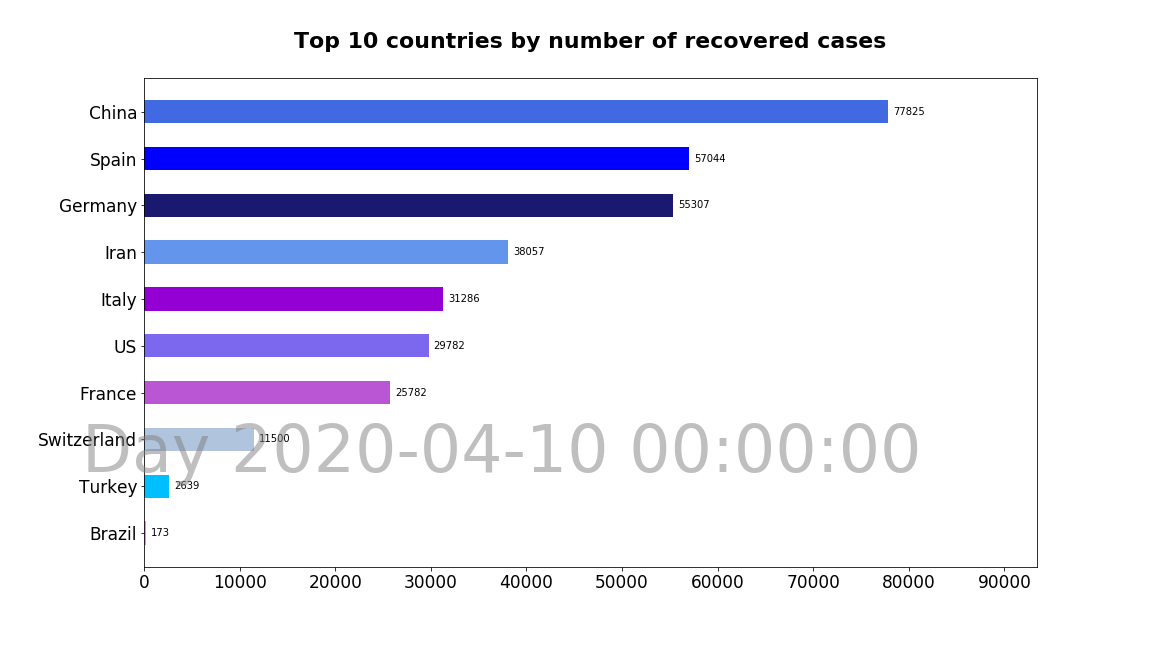 Top 10 countries by number of recovered cases
China 77825
Spain 57044
Germany 55307
Iran 38057
Italy 31286
US 29782
France 25782
Switzerland 11500
Day 2020-04-10 00:00:00
Turkey 2639
Brazil 173
0 10000 20000 30000 40000 50000 60000 70000 80000 90000